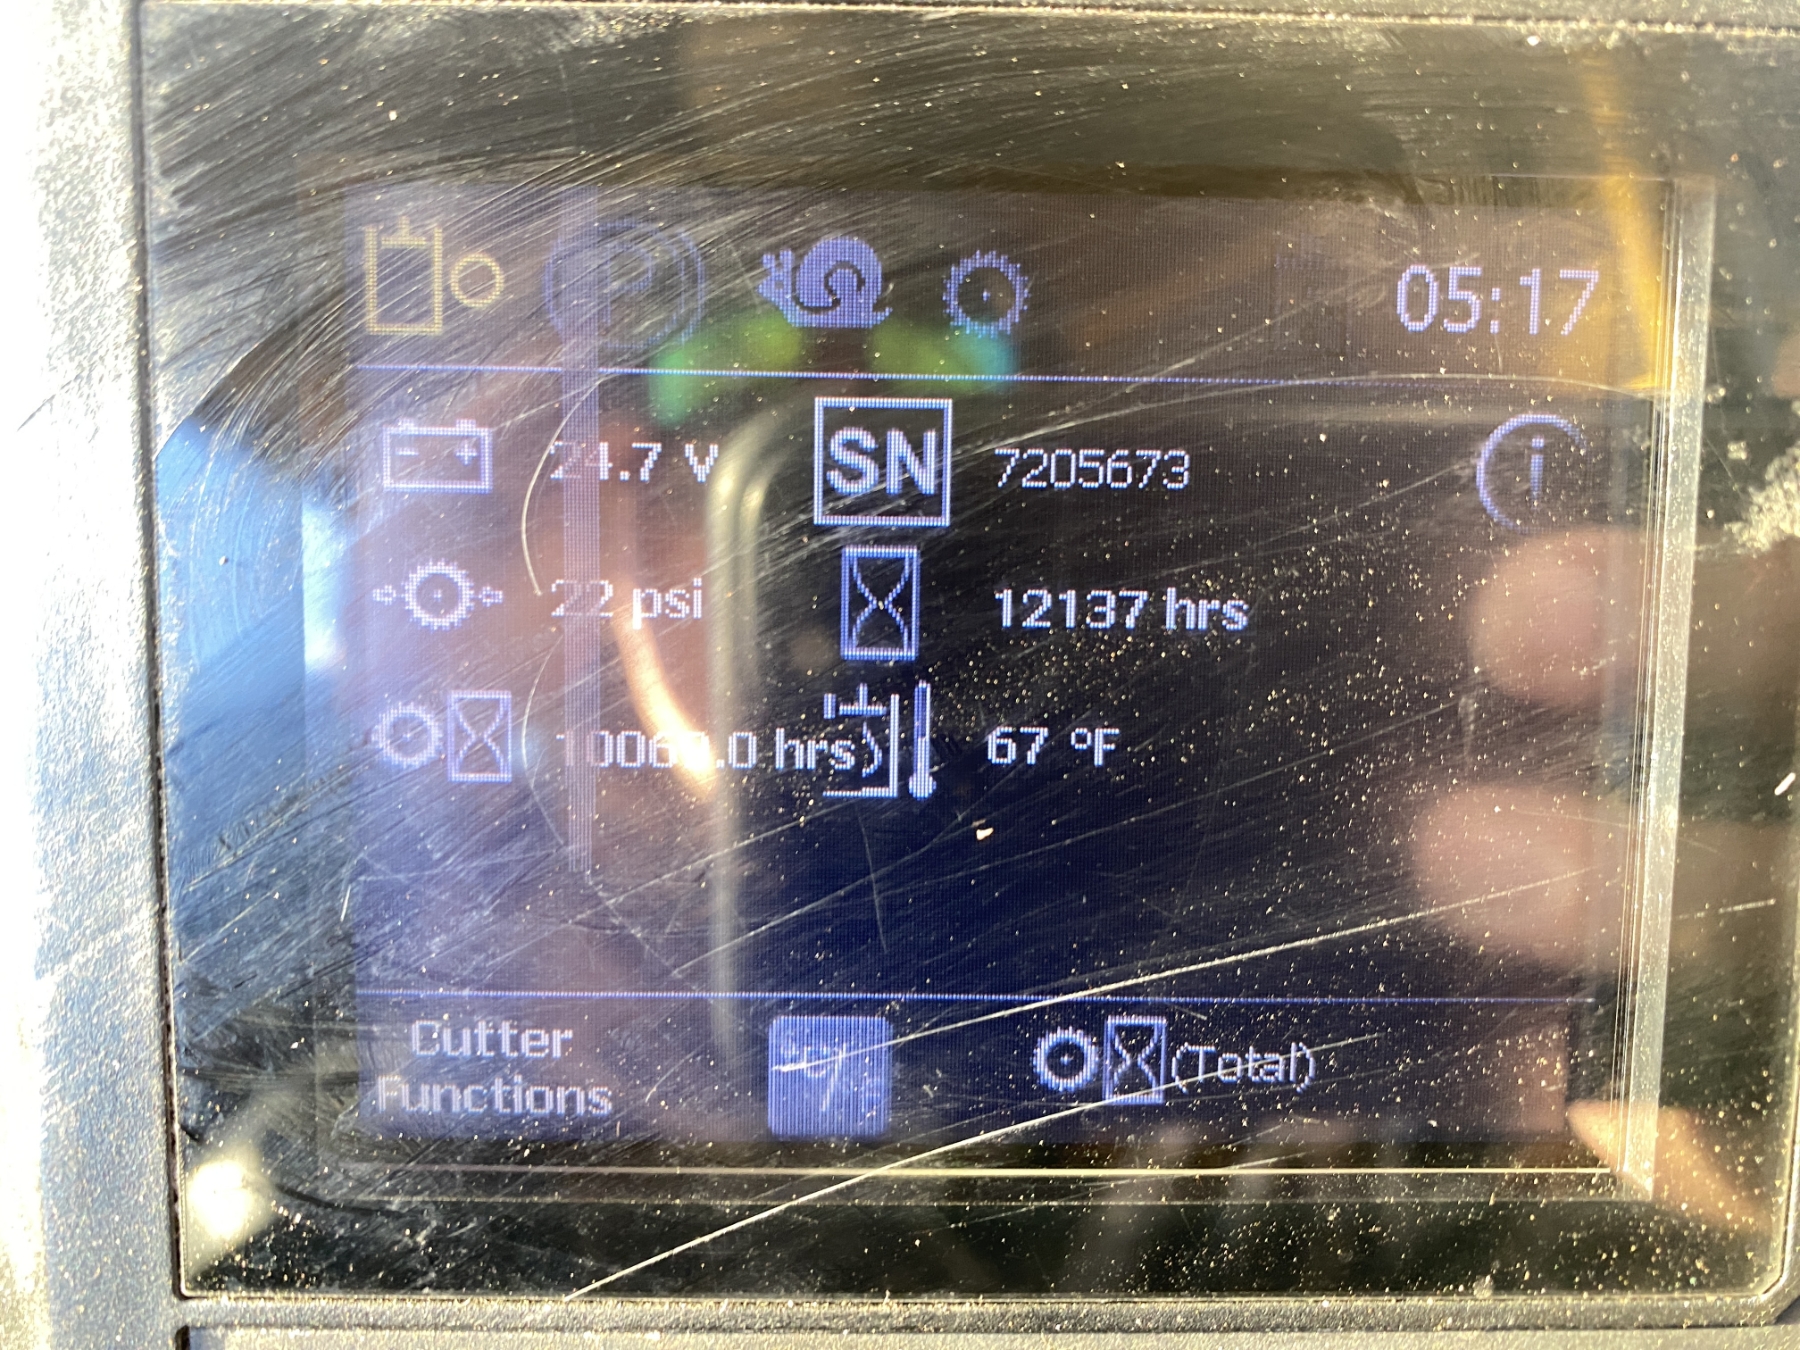 P
05:17
24.7 V
SN
7205673
i
22 psi
12137 hrs
67 °F
Cutter
Functions
(Total)